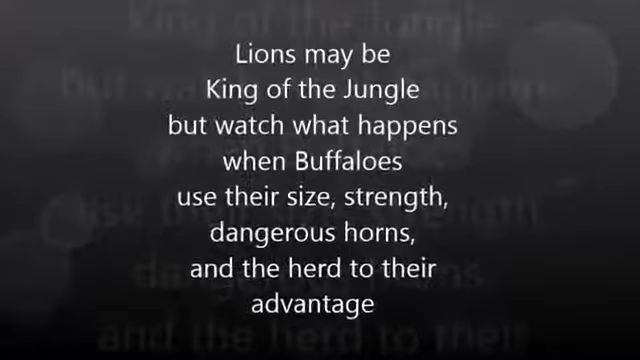 Lions may be
King of the Jungle
but watch what happens
when Buffaloes
use their size, strength,
dangerous horns,
and the herd to their
advantage